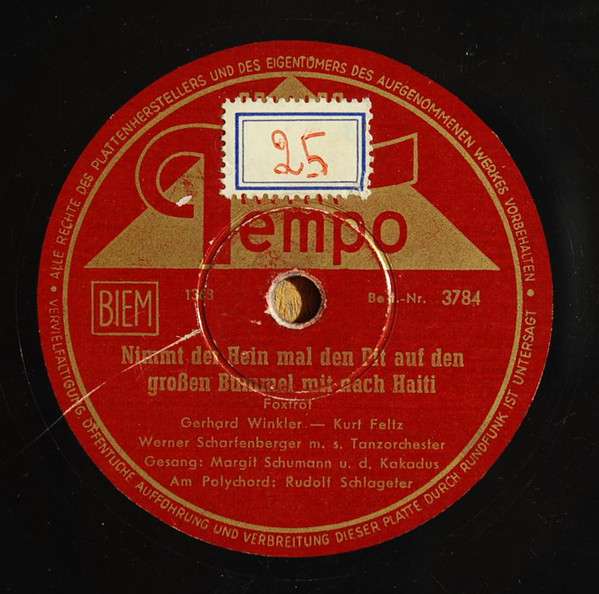 ALLE RECHTE DES PLATTENHERSTELLERS UND DES EIGENTÜMERS DES AUFGENOMMENEN WERKES VORBEHALTEN •
25
Tempo
BIEM
Best.-Nr. 3784
Nimmt der Hein mal den Pit auf den
großen Bummel mit nach Haiti
Foxtrot
Gerhard Winkler — Kurt Feltz
Werner Scharfenberger m. s. Tanzorchester
Gesang: Margit Schumann u. d. Kakadus
Am Polychord: Rudolf Schlageter
• VERVIELFÄLTIGUNG ÖFFENTLICHE AUFFÜHRUNG UND VERBREITUNG DIESER PLATTE DURCH RUNDFUNK IST UNTERSAGT •